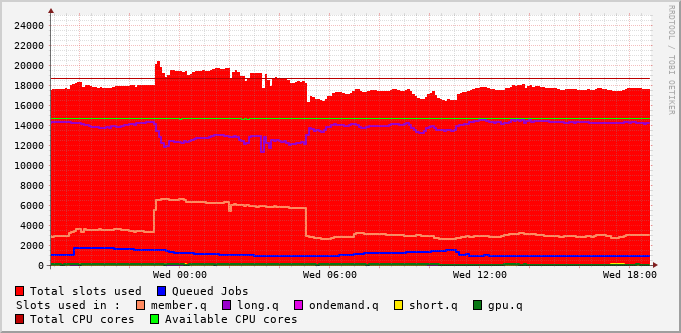 RRDTOOL / TOBI OETIKER
24000
22000
20000
18000
16000
14000
12000
10000
8000
6000
4000
2000
0
Wed 00:00 Wed 06:00 Wed 12:00 Wed 18:00
Total slots used Queued Jobs
Slots used in : member.q long.q ondemand.q short.q gpu.q
Total CPU cores Available CPU cores